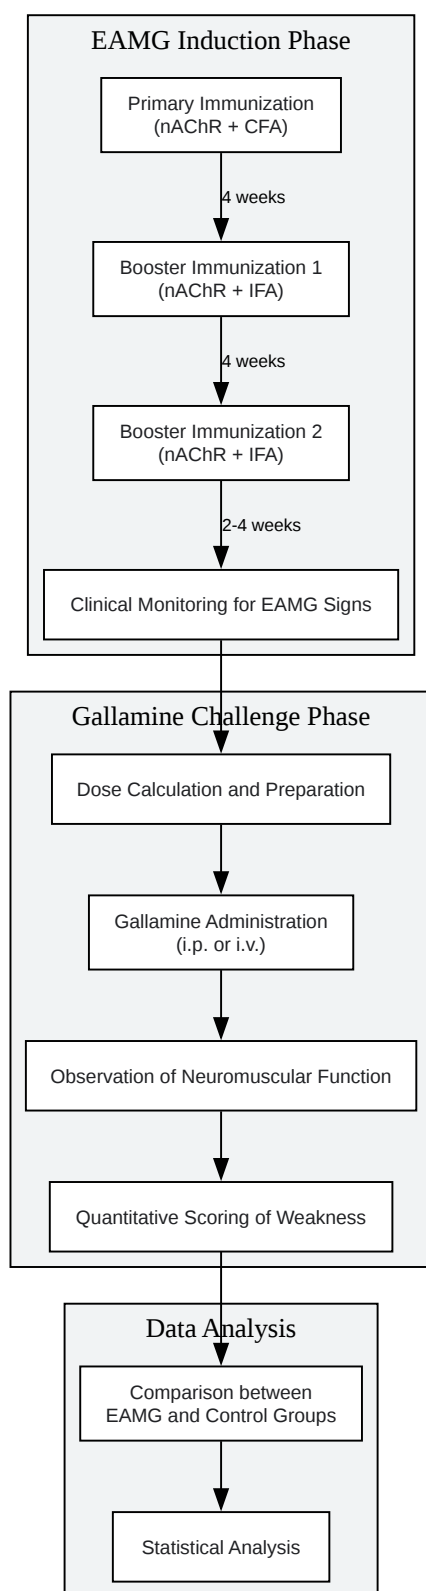 EAMG Induction Phase
Primary Immunization
(nAChR + CFA)
4 weeks
Booster Immunization 1
(nAChR + IFA)
4 weeks
Booster Immunization 2
(nAChR + IFA)
2-4 weeks
Clinical Monitoring for EAMG Signs
Gallamine Challenge Phase
Dose Calculation and Preparation
Gallamine Administration
(i.p. or i.v.)
Observation of Neuromuscular Function
Quantitative Scoring of Weakness
Data Analysis
Comparison between
EAMG and Control Groups
Statistical Analysis